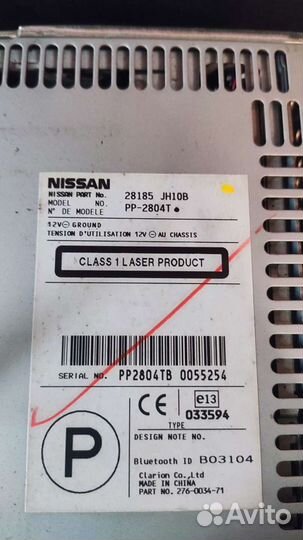 NISSAN
NISSAN PART No. 28185 JH10B
MODEL NO. PP-2804T
N° DE MODELE
12V⊖GROUND
TENSION D'UTILISATION 12V⊖AU CHASSIS
CLASS 1 LASER PRODUCT
SERIAL NO. PP2804TB 0055254
CE
e13
033594
TYPE
P
DESIGN NOTE NO.
Bluetooth ID B03104
Clarion Co.,Ltd
MADE IN CHINA
PART NO. 276-0034-71
Avito